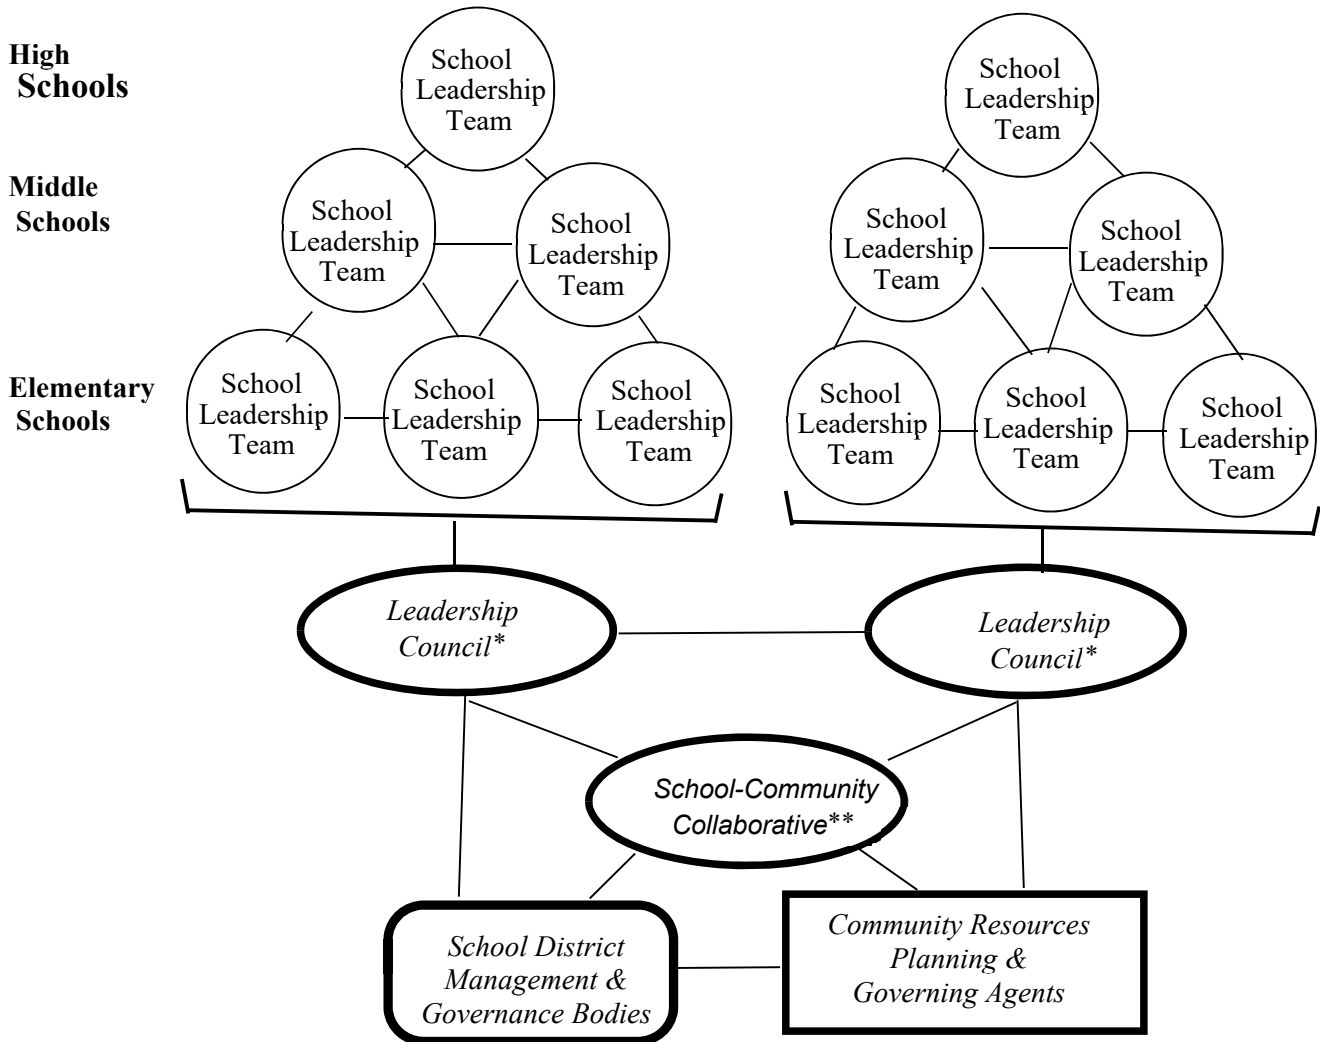 High
Schools
School
Leadership
Team
School
Leadership
Team
Middle
Schools
School
Leadership
Team
School
Leadership
Team
School
Leadership
Team
School
Leadership
Team
Elementary
Schools
School
Leadership
Team
School
Leadership
Team
School
Leadership
Team
School
Leadership
Team
School
Leadership
Team
School
Leadership
Team
Leadership
Council*
Leadership
Council*
School-Community
Collaborative**
School District
Management &
Governance Bodies
Community Resources
Planning &
Governing Agents